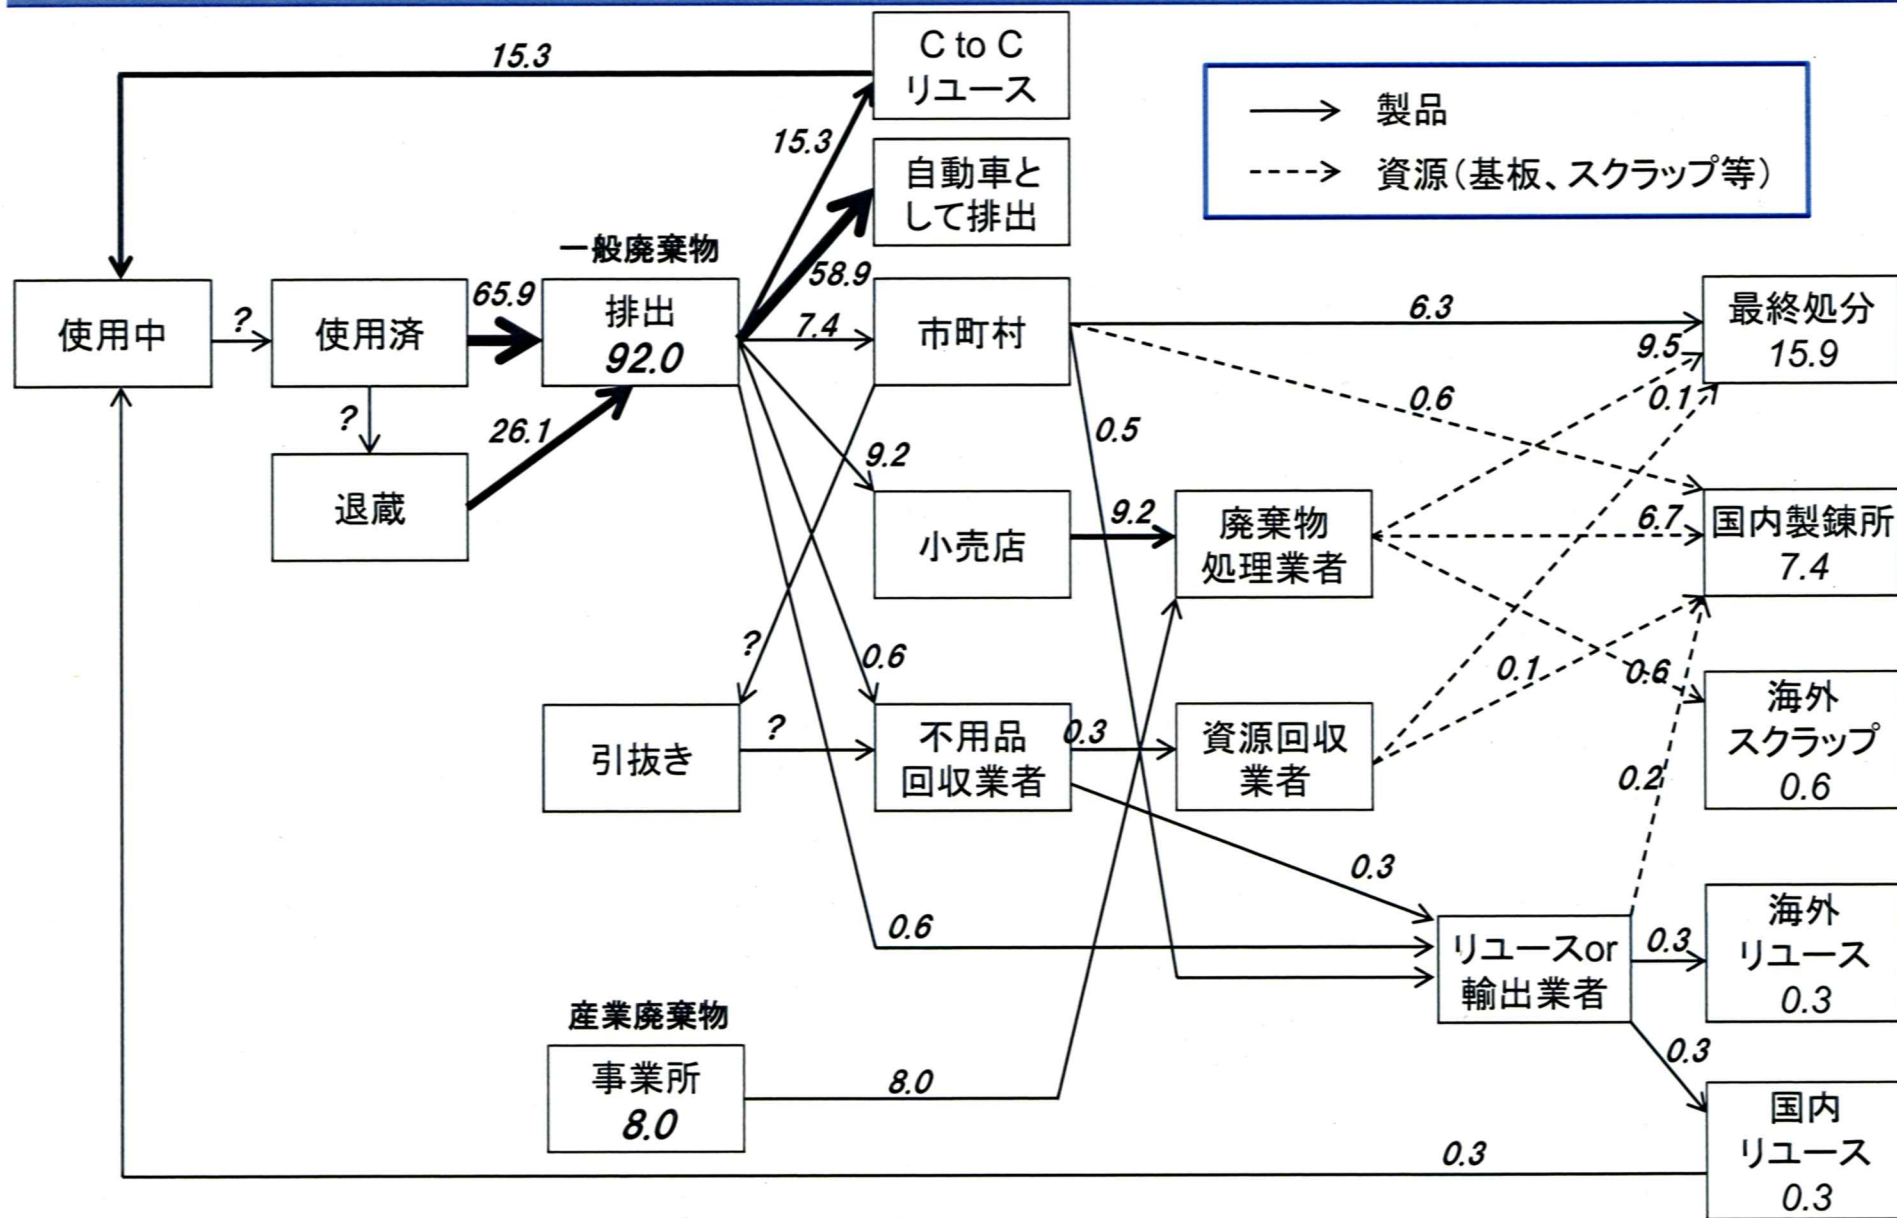 15.3
C to C
リユース
製品
資源（基板、スクラップ等）
15.3
自動車と
して排出
58.9
一般廃棄物
使用中
?
使用済
65.9
排出
92.0
7.4
市町村
6.3
最終処分
15.9
9.5
0.1
?
26.1
退蔵
9.2
0.5
0.6
小売店
9.2
廃棄物
処理業者
6.7
国内製錬所
7.4
?
0.6
0.1
0.6
引抜き
?
不用品
回収業者
0.3
資源回収
業者
海外
スクラップ
0.6
0.2
0.3
0.6
リユースor
輸出業者
0.3
海外
リユース
0.3
産業廃棄物
事業所
8.0
8.0
0.3
国内
リユース
0.3
0.3